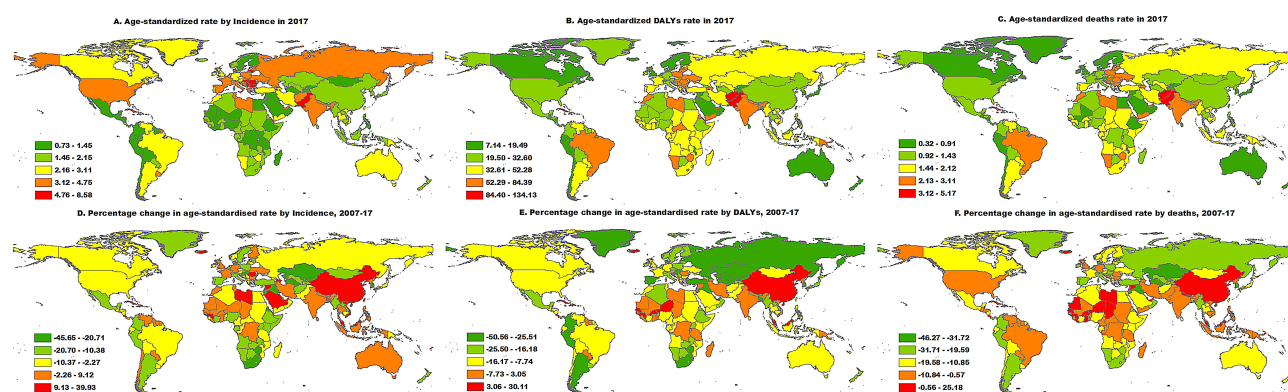 A. Age-standardized rate by Incidence in 2017
0.73 - 1.45
1.46 - 2.15
2.16 - 3.11
3.12 - 4.75
4.76 - 8.58
B. Age-standardized DALYs rate in 2017
7.14 - 19.49
19.50 - 32.60
32.61 - 52.28
52.29 - 84.39
84.40 - 134.13
C. Age-standardized deaths rate in 2017
0.32 - 0.91
0.92 - 1.43
1.44 - 2.12
2.13 - 3.11
3.12 - 5.17
D. Percentage change in age-standardised rate by Incidence, 2007-17
-45.65 - -20.71
-20.70 - -10.38
-10.37 - -2.27
-2.26 - 9.12
9.13 - 39.93
E. Percentage change in age-standardised rate by DALYs, 2007-17
-50.56 - -25.51
-25.50 - -16.18
-16.17 - -7.74
-7.73 - 3.05
3.06 - 30.11
F. Percentage change in age-standardised rate by deaths, 2007-17
-46.27 - -31.72
-31.71 - -19.59
-19.58 - -10.85
-10.84 - -0.57
-0.56 - 25.18